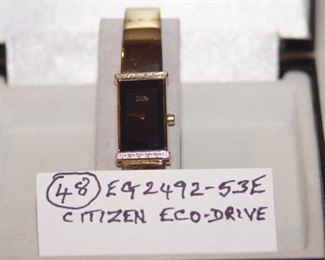 48 EG2492-53E
CITIZEN ECO-DRIVE